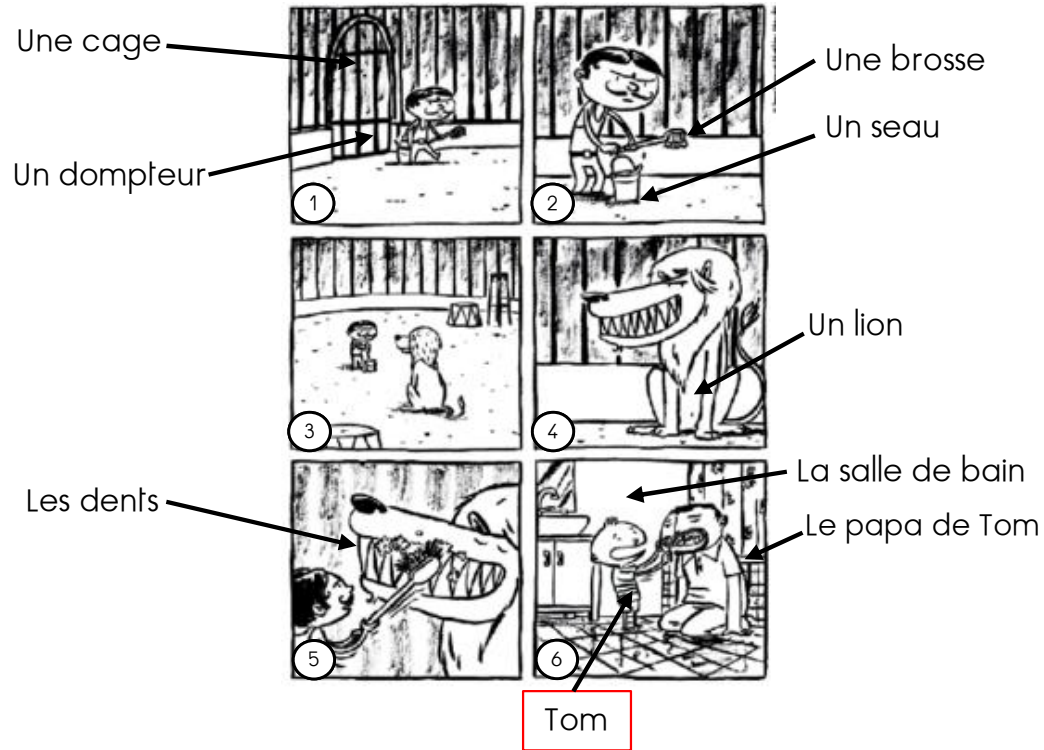 Une cage
Un dompteur
1
2
Une brosse
Un seau
3
4
Un lion
Les dents
5
6
La salle de bain
Le papa de Tom
Tom